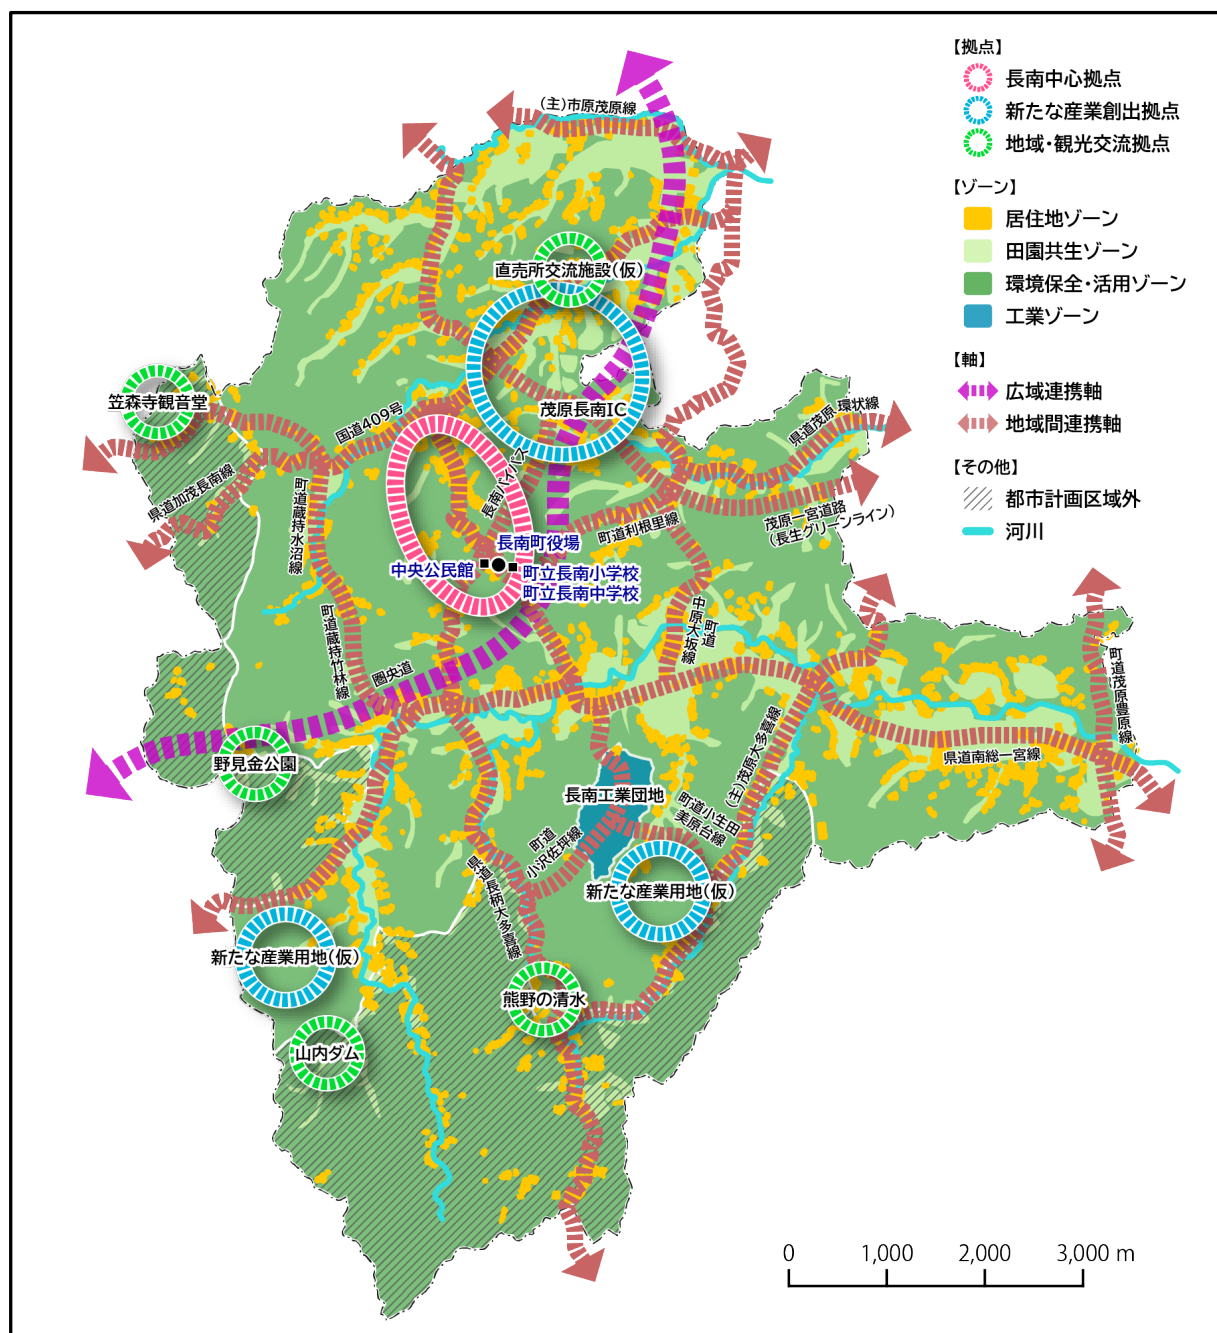 【拠点】
長南中心拠点
新たな産業創出拠点
地域・観光交流拠点
【ゾーン】
居住地ゾーン
田園共生ゾーン
環境保全・活用ゾーン
工業ゾーン
【軸】
広域連携軸
地域間連携軸
【その他】
都市計画区域外
河川
(主)市原茂原線
直売所交流施設(仮)
笠森寺観音堂
国道409号
茂原長南IC
県道茂原環状線
県道加茂長南線
町道蔵持水沼線
長南バイパス
町道利根里線
茂原一宮道路
(長生グリーンライン)
長南町役場
中央公民館
町立長南小学校
町立長南中学校
町道蔵持竹林線
町道
中原大坂線
圏央道
町道茂原豊原線
野見金公園
県道南総一宮線
(主)茂原大多喜線
長南工業団地
町道小生田
美原台線
町道
小沢佐坪線
県道長柄大多喜線
新たな産業用地(仮)
新たな産業用地(仮)
熊野の清水
山内ダム
0 1,000 2,000 3,000 m